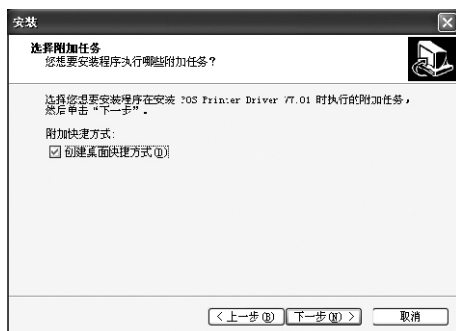 安装
选择附加任务
您想要安装程序执行哪些附加任务？
选择您想要安装程序在安装 POS Printer Driver V7.01 时执行的附加任务，
然后单击“下一步”。
附加快捷方式:
创建桌面快捷方式(D)
<上一步(B)
下一步(N) >
取消